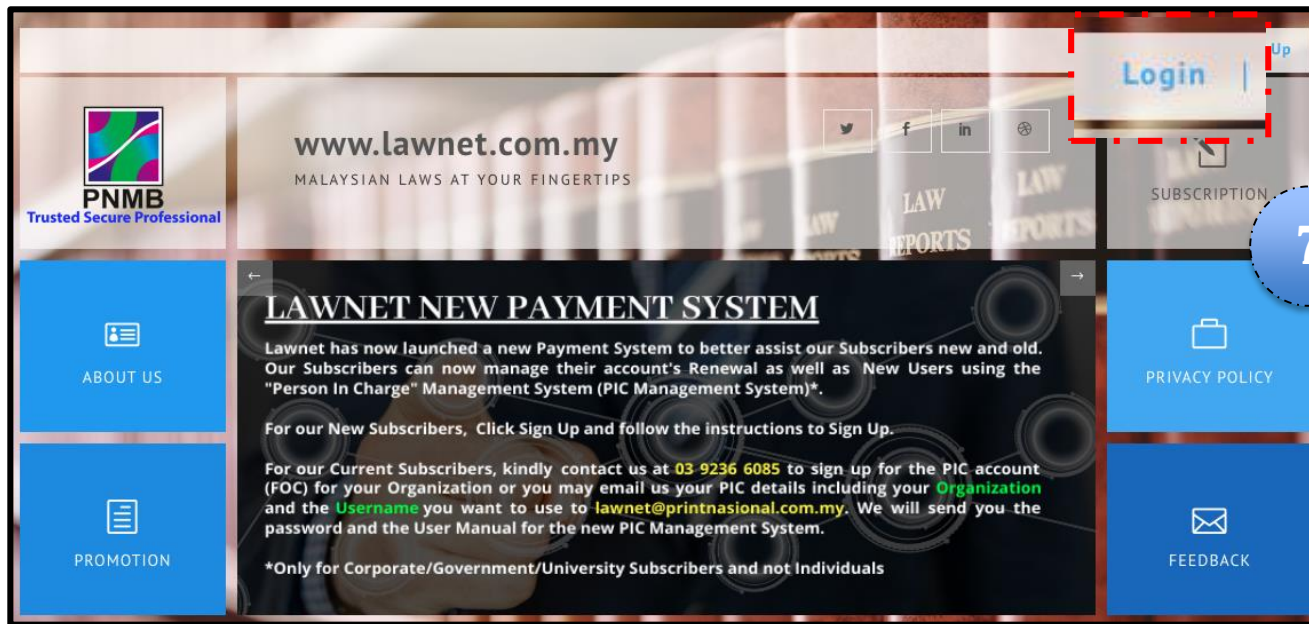 Up
Login |
PNMB
Trusted Secure Professional
www.lawnet.com.my
MALAYSIAN LAWS AT YOUR FINGERTIPS
f
in
LAW
REPORTS
LAW
REPORTS
LAW
SUBSCRIPTION
7
← →
ABOUT US
LAWNET NEW PAYMENT SYSTEM
Lawnet has now launched a new Payment System to better assist our Subscribers new and old.
Our Subscribers can now manage their account's Renewal as well as New Users using the
"Person In Charge" Management System (PIC Management System)*.
For our New Subscribers, Click Sign Up and follow the instructions to Sign Up.
For our Current Subscribers, kindly contact us at 03 9236 6085 to sign up for the PIC account
(FOC) for your Organization or you may email us your PIC details including your Organization
and the Username you want to use to lawnet@printnasional.com.my. We will send you the
password and the User Manual for the new PIC Management System.
*Only for Corporate/Government/University Subscribers and not Individuals
PRIVACY POLICY
PROMOTION
FEEDBACK